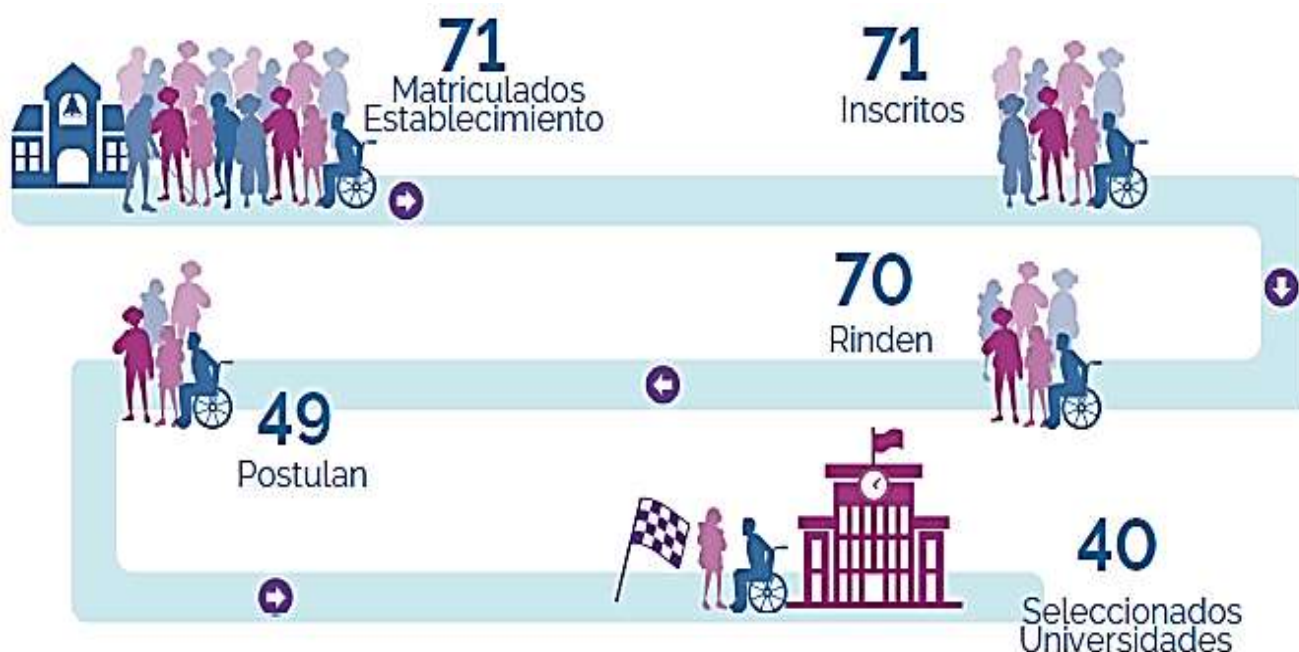 71
Matriculados
Establecimiento
71
Inscritos
70
Rinden
49
Postulan
40
Seleccionados
Universidades